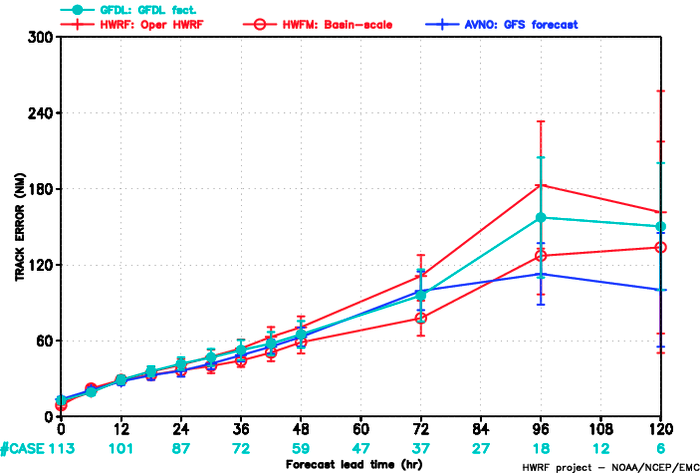 GFDL: GFDL fsct.
HWRF: Oper HWRF HWFM: Basin-scale AVNO: GFS forecast
300
240
180
120
60
0
TRACK ERROR (NM)
0 12 24 36 48 60 72 84 96 108 120
#CASE 113 101 87 72 59 47 37 27 18 12 6
Forecast lead time (hr)
HWRF project - NOAA/NCEP/EMC